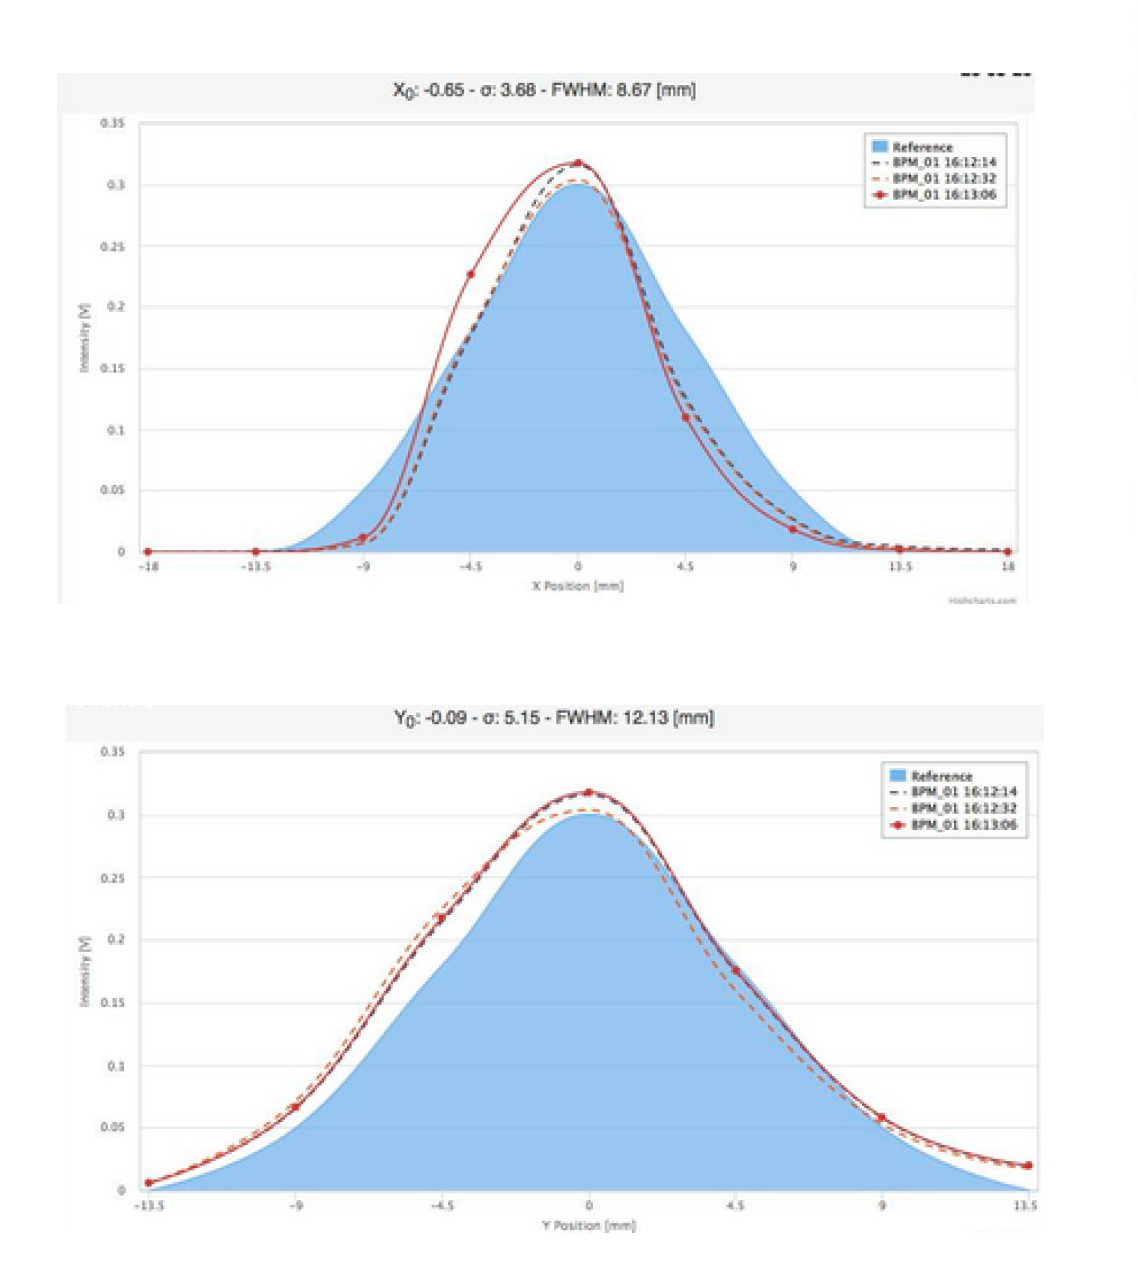 X0: -0.65 - σ: 3.68 - FWHM: 8.67 [mm]
0.35
Reference
BPM_01 16:12:14
BPM_01 16:12:32
BPM_01 16:13:06
0.3
0.25
0.2
0.15
0.1
0.05
0
Intensity [V]
-18 -13.5 -9 -4.5 0 4.5 9 13.5 18
X Position [mm]
Highcharts.com
Y0: -0.09 - σ: 5.15 - FWHM: 12.13 [mm]
0.35
Reference
BPM_01 16:12:14
BPM_01 16:12:32
BPM_01 16:13:06
0.3
0.25
0.2
0.15
0.1
0.05
0
Intensity [V]
-13.5 -9 -4.5 0 4.5 9 13.5
Y Position [mm]